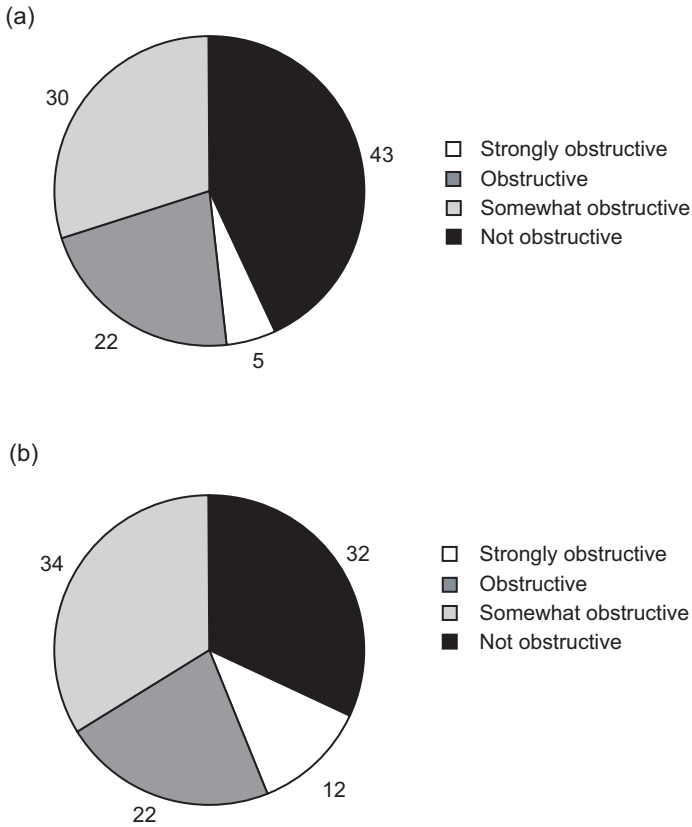 (a)
30
43
22
5
Strongly obstructive
Obstructive
Somewhat obstructive
Not obstructive
(b)
34
32
22
12
Strongly obstructive
Obstructive
Somewhat obstructive
Not obstructive